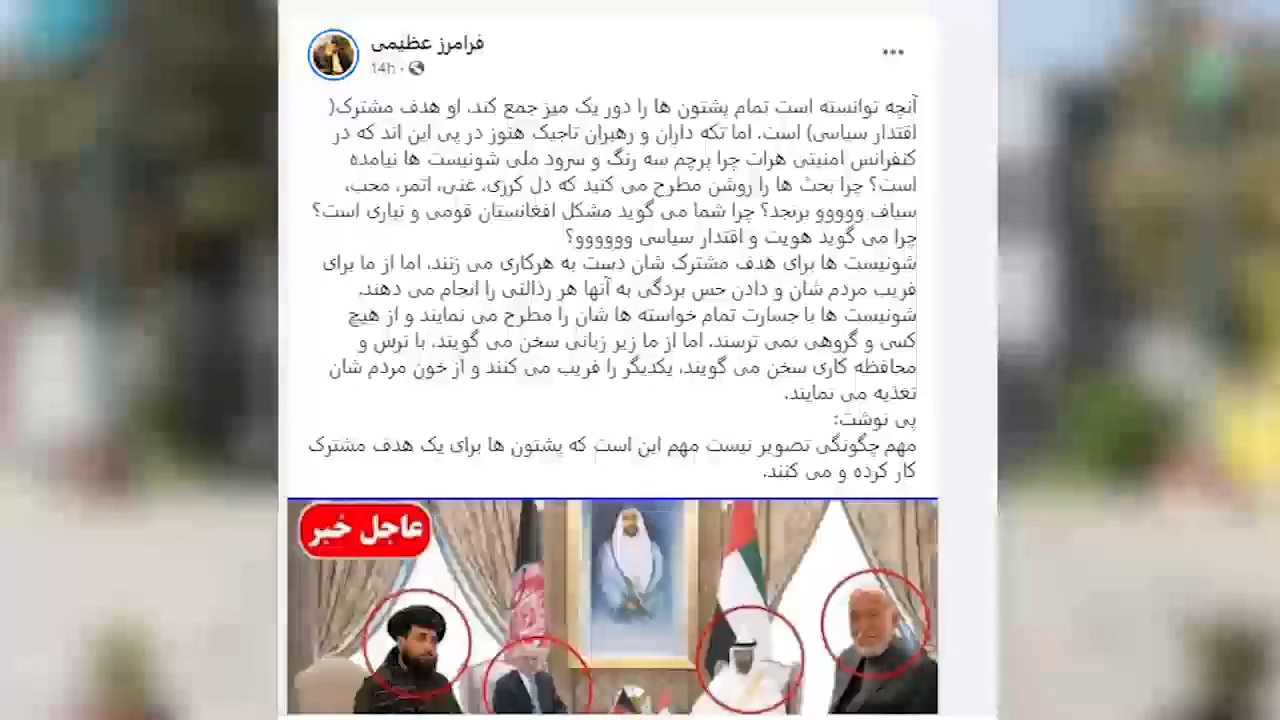 فرامرز عظیمی
14h
آنچه توانسته است تمام پشتون ها را دور یک میز جمع کند، او هدف مشترک(
اقتدار سیاسی) است. اما تکه داران و رهبران تاجیک هنوز در پی این اند که در
کنفرانس امنیتی هرات چرا پرچم سه رنگ و سرود ملی شونیست ها نیامده
است؟ چرا بحث ها را روشن مطرح می کنید که دل کرزی، غنی، اتمر، محب،
سیاف ووووو برنجد؟ چرا شما می گوید مشکل افغانستان قومی و تباری است؟
چرا می گوید هویت و اقتدار سیاسی وووووو؟
شونیست ها برای هدف مشترک شان دست به هرکاری می زنند، اما از ما برای
فریب مردم شان و دادن حس بردگی به آنها هر رذالتی را انجام می دهند.
شونیست ها با جسارت تمام خواسته ها شان را مطرح می نمایند و از هیچ
کسی و گروهی نمی ترسند. اما از ما زیر زبانی سخن می گویند، با ترس و
محافظه کاری سخن می گویند، یکدیگر را فریب می کنند و از خون مردم شان
تغذیه می نمایند.
پی نوشت:
مهم چگونگی تصویر نیست مهم این است که پشتون ها برای یک هدف مشترک
کار کرده و می کنند.
عاجل خبر